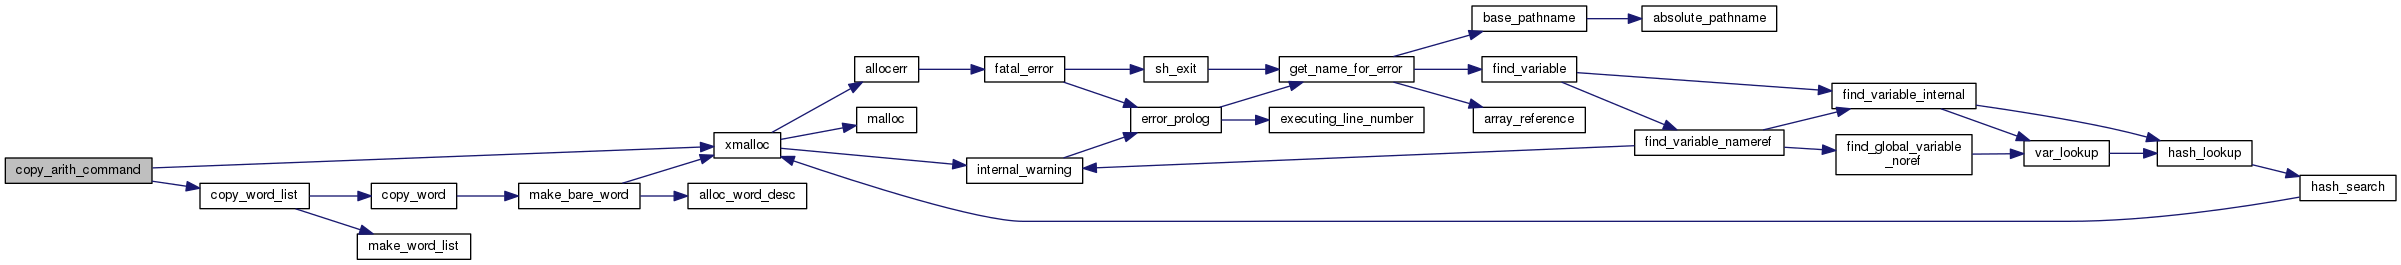 base_pathname
absolute_pathname
allocerr
fatal_error
sh_exit
get_name_for_error
find_variable
find_variable_internal
malloc
error_prolog
executing_line_number
array_reference
xmalloc
find_variable_nameref
find_global_variable
_noref
var_lookup
hash_lookup
copy_arith_command
internal_warning
hash_search
copy_word_list
copy_word
make_bare_word
alloc_word_desc
make_word_list